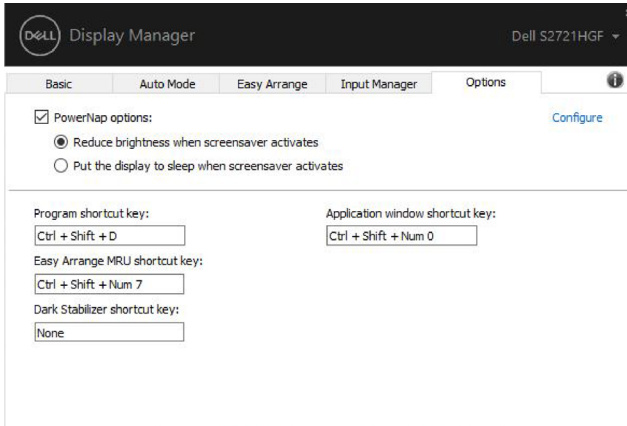 DELL Display Manager
Dell S2721HGF
Basic
Auto Mode
Easy Arrange
Input Manager
Options
PowerNap options:
Configure
Reduce brightness when screensaver activates
Put the display to sleep when screensaver activates
Program shortcut key:
Application window shortcut key:
Ctrl + Shift + D
Ctrl + Shift + Num 0
Easy Arrange MRU shortcut key:
Ctrl + Shift + Num 7
Dark Stabilizer shortcut key:
None